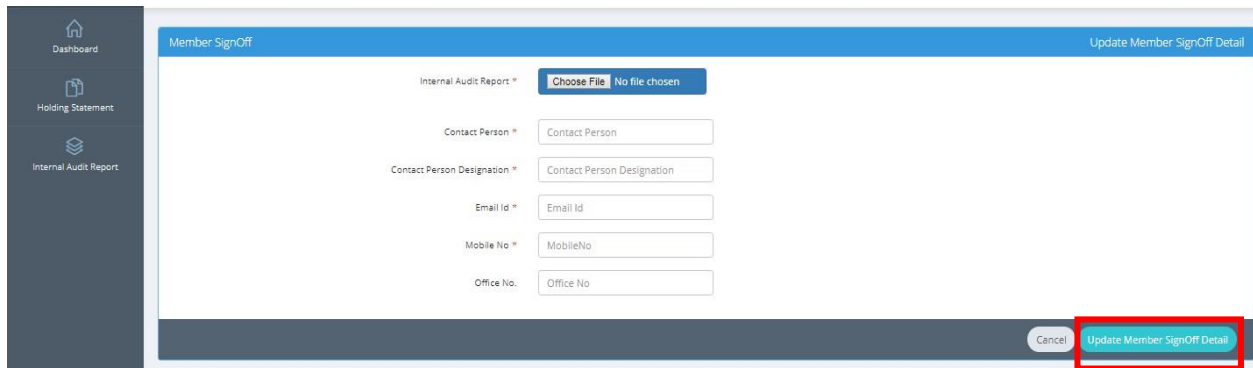 Dashboard
Holding Statement
Internal Audit Report
Member SignOff
Update Member SignOff Detail
Internal Audit Report *
Choose File No file chosen
Contact Person *
Contact Person
Contact Person Designation *
Contact Person Designation
Email Id *
Email Id
Mobile No *
MobileNo
Office No.
Office No
Cancel
Update Member SignOff Detail